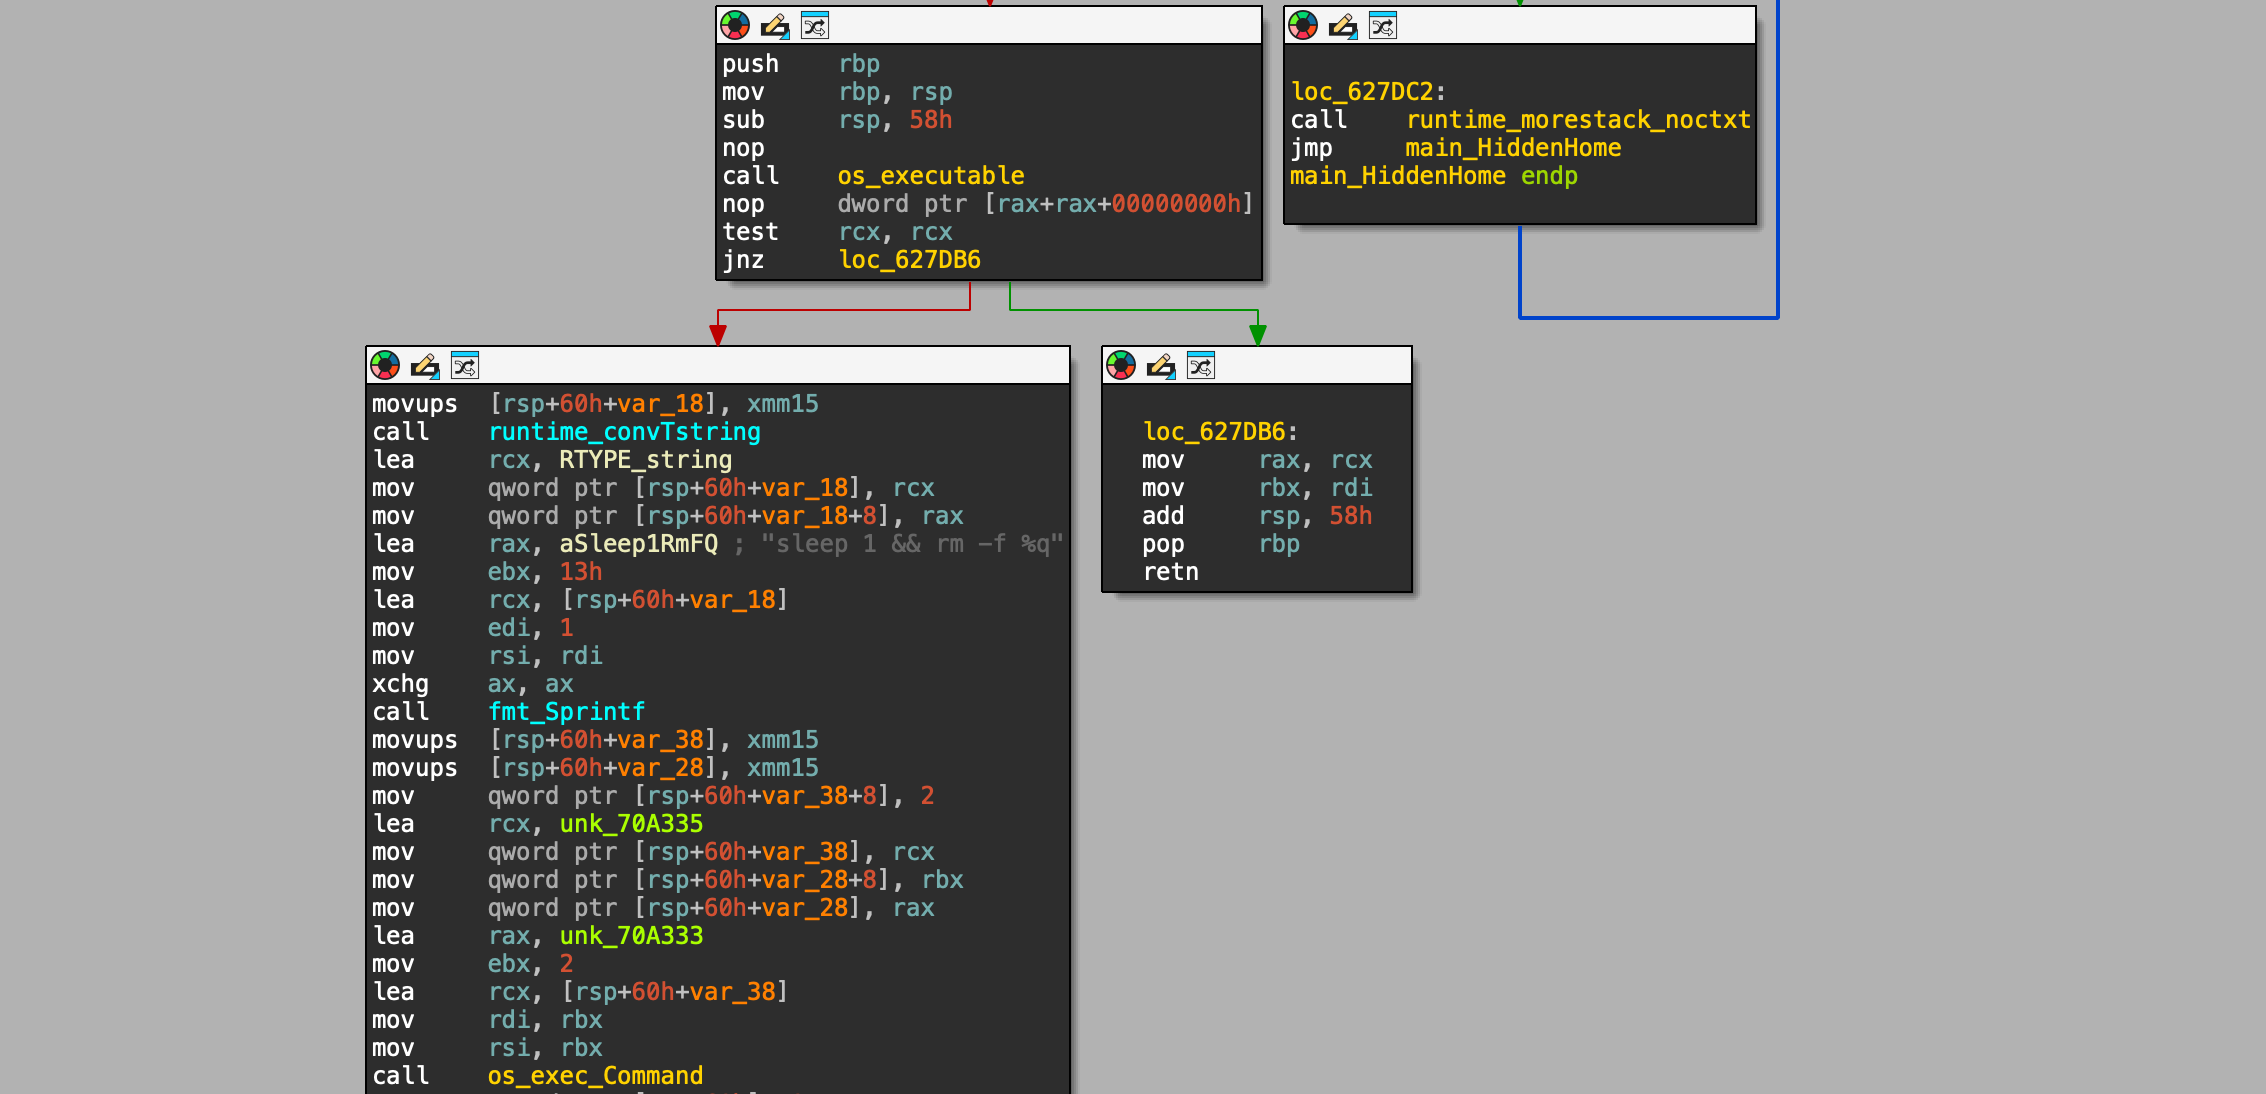 push rbp
mov rbp, rsp
sub rsp, 58h
nop
call os_executable
nop dword ptr [rax+rax+00000000h]
test rcx, rcx
jnz loc_627DB6
loc_627DC2:
call runtime_morestack_noctxt
jmp main_HiddenHome
main_HiddenHome endp
movups [rsp+60h+var_18], xmm15
call runtime_convTstring
lea rcx, RTYPE_string
mov qword ptr [rsp+60h+var_18], rcx
mov qword ptr [rsp+60h+var_18+8], rax
lea rax, aSleep1RmFQ ; "sleep 1 && rm -f %q"
mov ebx, 13h
lea rcx, [rsp+60h+var_18]
mov edi, 1
mov rsi, rdi
xchg ax, ax
call fmt_Sprintf
movups [rsp+60h+var_38], xmm15
movups [rsp+60h+var_28], xmm15
mov qword ptr [rsp+60h+var_38+8], 2
lea rcx, unk_70A335
mov qword ptr [rsp+60h+var_38], rcx
mov qword ptr [rsp+60h+var_28+8], rbx
mov qword ptr [rsp+60h+var_28], rax
lea rax, unk_70A333
mov ebx, 2
lea rcx, [rsp+60h+var_38]
mov rdi, rbx
mov rsi, rbx
call os_exec_Command
loc_627DB6:
mov rax, rcx
mov rbx, rdi
add rsp, 58h
pop rbp
retn